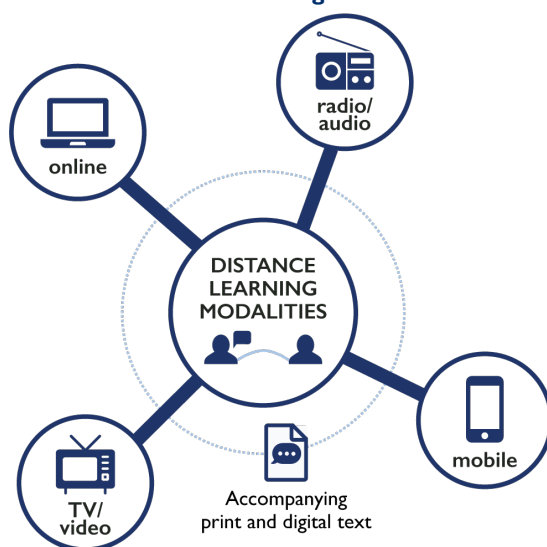 radio/
audio
online
DISTANCE
LEARNING
MODALITIES
mobile
TV/
video
Accompanying
print and digital text